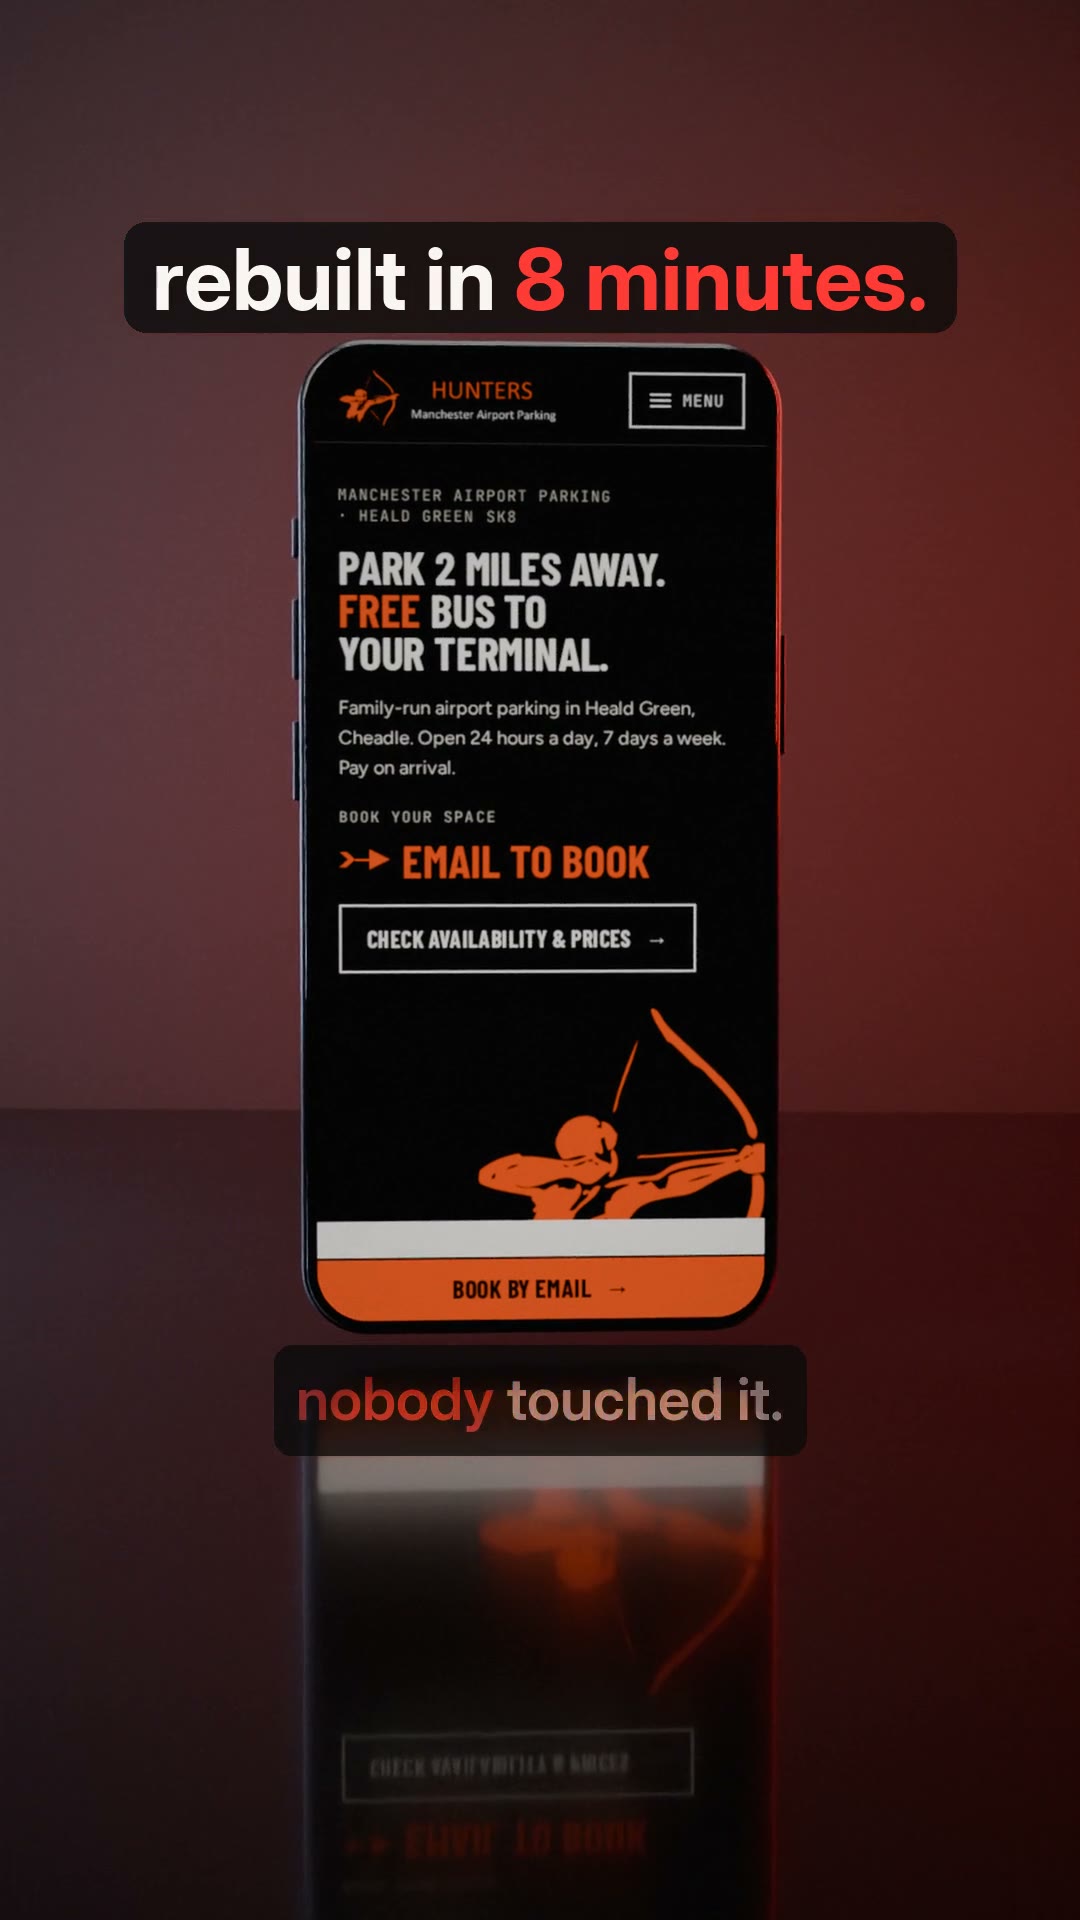 rebuilt in 8 minutes.
HUNTERS
Manchester Airport Parking
MENU
MANCHESTER AIRPORT PARKING
· HEALD GREEN SK8
PARK 2 MILES AWAY.
FREE BUS TO
YOUR TERMINAL.
Family-run airport parking in Heald Green,
Cheadle. Open 24 hours a day, 7 days a week.
Pay on arrival.
BOOK YOUR SPACE
EMAIL TO BOOK
CHECK AVAILABILITY & PRICES →
BOOK BY EMAIL →
nobody touched it.